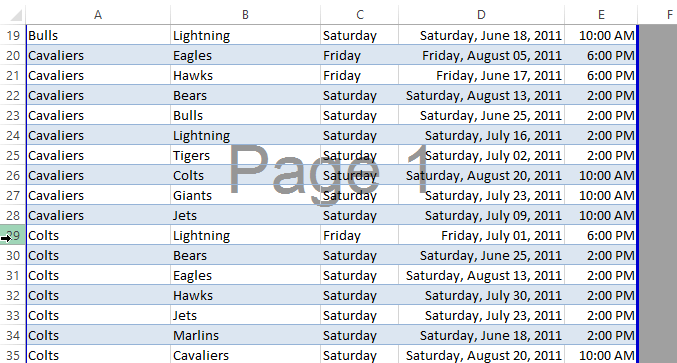 A B C D E F
19 Bulls Lightning Saturday Saturday, June 18, 2011 10:00 AM
20 Cavaliers Eagles Friday Friday, August 05, 2011 6:00 PM
21 Cavaliers Hawks Friday Friday, June 17, 2011 6:00 PM
22 Cavaliers Bears Saturday Saturday, August 13, 2011 2:00 PM
23 Cavaliers Bulls Saturday Saturday, June 25, 2011 2:00 PM
24 Cavaliers Lightning Saturday Saturday, July 16, 2011 2:00 PM
25 Cavaliers Tigers Saturday Saturday, July 02, 2011 2:00 PM
Page 1
26 Cavaliers Colts Saturday Saturday, August 20, 2011 10:00 AM
27 Cavaliers Giants Saturday Saturday, July 23, 2011 10:00 AM
28 Cavaliers Jets Saturday Saturday, July 09, 2011 10:00 AM
29 Colts Lightning Friday Friday, July 01, 2011 6:00 PM
30 Colts Bears Saturday Saturday, June 25, 2011 2:00 PM
31 Colts Eagles Saturday Saturday, August 13, 2011 2:00 PM
32 Colts Hawks Saturday Saturday, July 30, 2011 2:00 PM
33 Colts Jets Saturday Saturday, July 23, 2011 2:00 PM
34 Colts Marlins Saturday Saturday, June 18, 2011 2:00 PM
35 Colts Cavaliers Saturday Saturday, August 20, 2011 10:00 AM